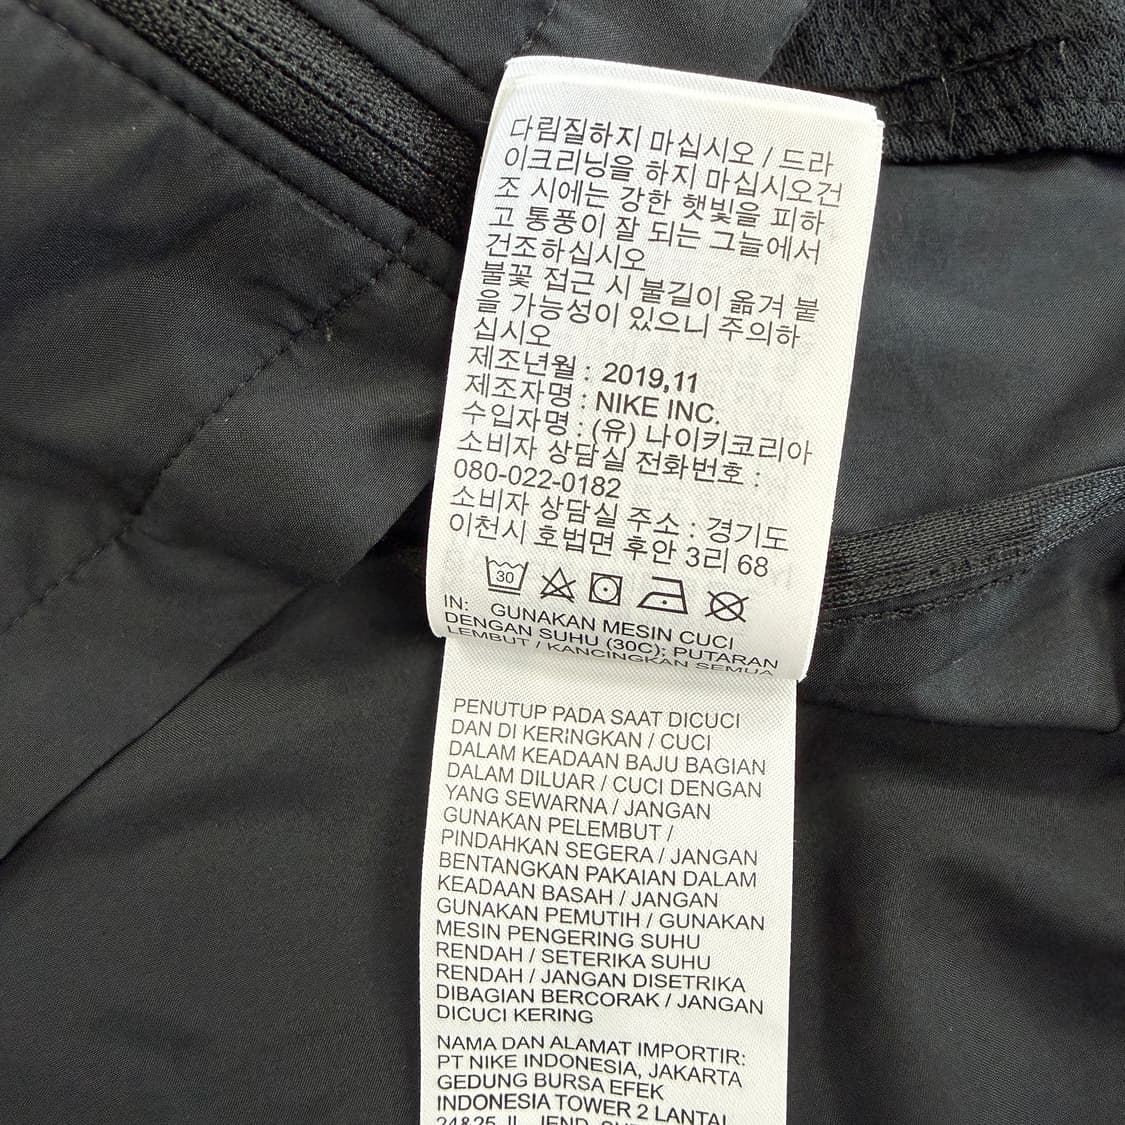 다림질하지 마십시오 / 드라
이크리닝을 하지 마십시오건
조 시에는 강한 햇빛을 피하
고 통풍이 잘 되는 그늘에서
건조하십시오
불꽃 접근 시 불길이 옮겨 붙
을 가능성이 있으니 주의하
십시오
제조년월 : 2019,11
제조자명 : NIKE INC.
수입자명 : (유) 나이키코리아
소비자 상담실 전화번호 :
080-022-0182
소비자 상담실 주소 : 경기도
이천시 호법면 후안 3리 68
30
IN: GUNAKAN MESIN CUCI
DENGAN SUHU (30C); PUTARAN
LEMBUT / KANCINGKAN SEMUA
PENUTUP PADA SAAT DICUCI
DAN DI KERINGKAN / CUCI
DALAM KEADAAN BAJU BAGIAN
DALAM DILUAR / CUCI DENGAN
YANG SEWARNA / JANGAN
GUNAKAN PELEMBUT /
PINDAHKAN SEGERA / JANGAN
BENTANGKAN PAKAIAN DALAM
KEADAAN BASAH / JANGAN
GUNAKAN PEMUTIH / GUNAKAN
MESIN PENGERING SUHU
RENDAH / SETERIKA SUHU
RENDAH / JANGAN DISETRIKA
DIBAGIAN BERCORAK / JANGAN
DICUCI KERING
NAMA DAN ALAMAT IMPORTIR:
PT NIKE INDONESIA, JAKARTA
GEDUNG BURSA EFEK
INDONESIA TOWER 2 LANTAI
24&25 JL. JEND.